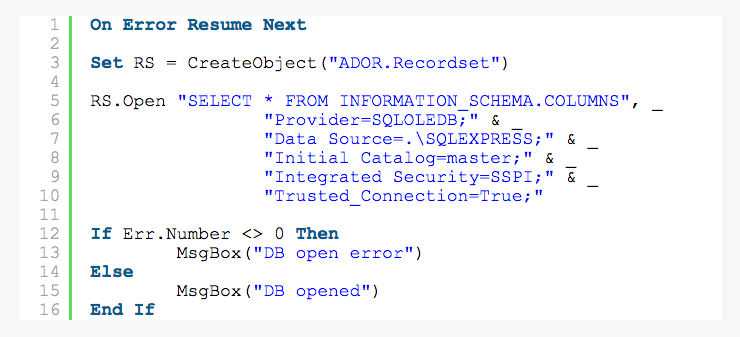 1 On Error Resume Next
2
3 Set RS = CreateObject("ADOR.Recordset")
4
5 RS.Open "SELECT * FROM INFORMATION_SCHEMA.COLUMNS", _
6                 "Provider=SQLOLEDB;" & _
7                 "Data Source=.\SQLEXPRESS;" & _
8                 "Initial Catalog=master;" & _
9                 "Integrated Security=SSPI;" & _
10                 "Trusted_Connection=True;"
11
12 If Err.Number <> 0 Then
13         MsgBox("DB open error")
14 Else
15         MsgBox("DB opened")
16 End If